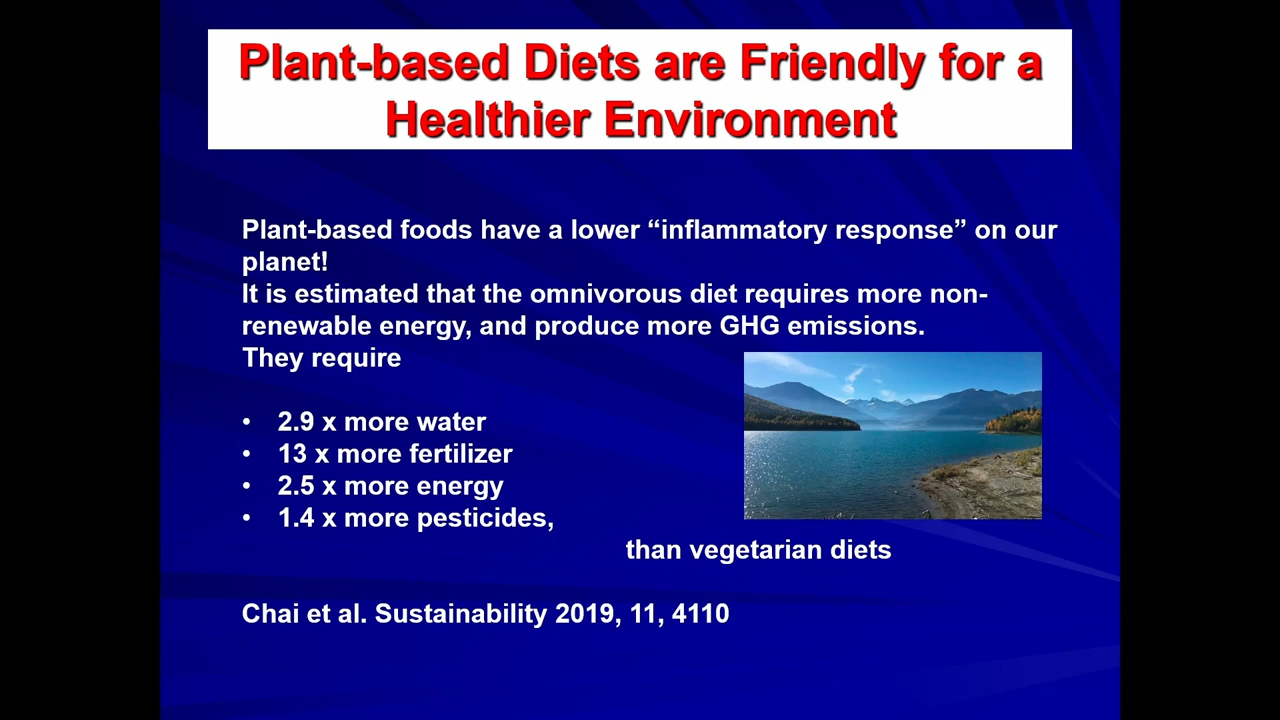 Plant-based Diets are Friendly for a
Healthier Environment
Plant-based foods have a lower “inflammatory response” on our
planet!
It is estimated that the omnivorous diet requires more non-
renewable energy, and produce more GHG emissions.
They require
• 2.9 x more water
• 13 x more fertilizer
• 2.5 x more energy
• 1.4 x more pesticides,
than vegetarian diets
Chai et al. Sustainability 2019, 11, 4110